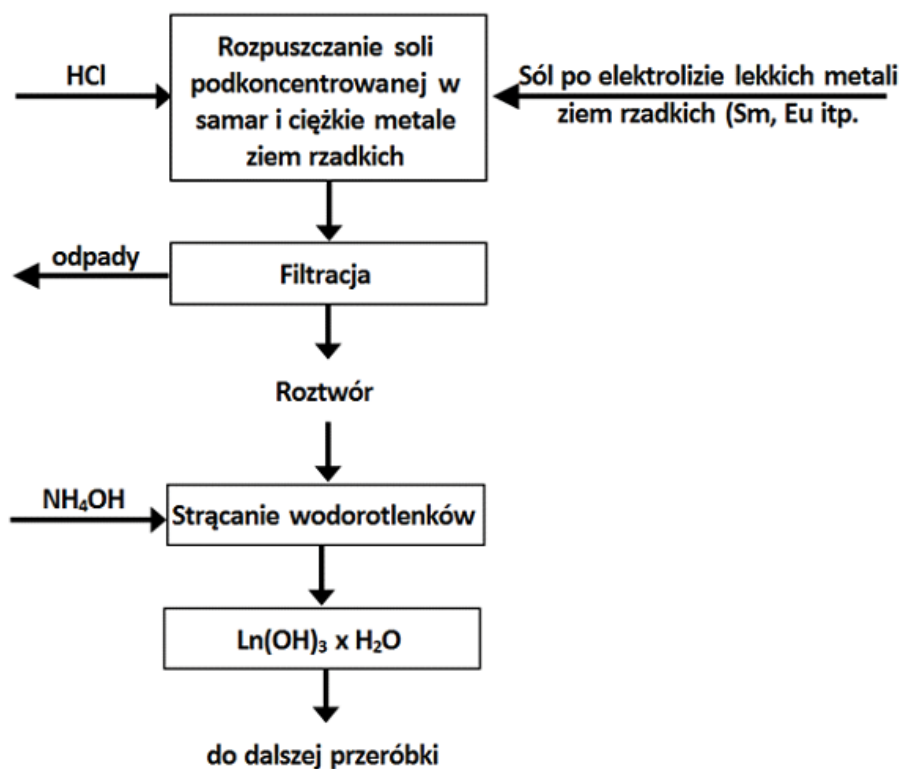 HCl
Rozpuszczanie soli
podkoncentrowanej w
samar i ciężkie metale
ziem rzadkich
Sól po elektrolizie lekkich metali
ziem rzadkich (Sm, Eu itp.
odpady
Filtracja
Roztwór
NH₄OH
Strącanie wodorotlenków
Ln(OH)₃ x H₂O
do dalszej przeróbki